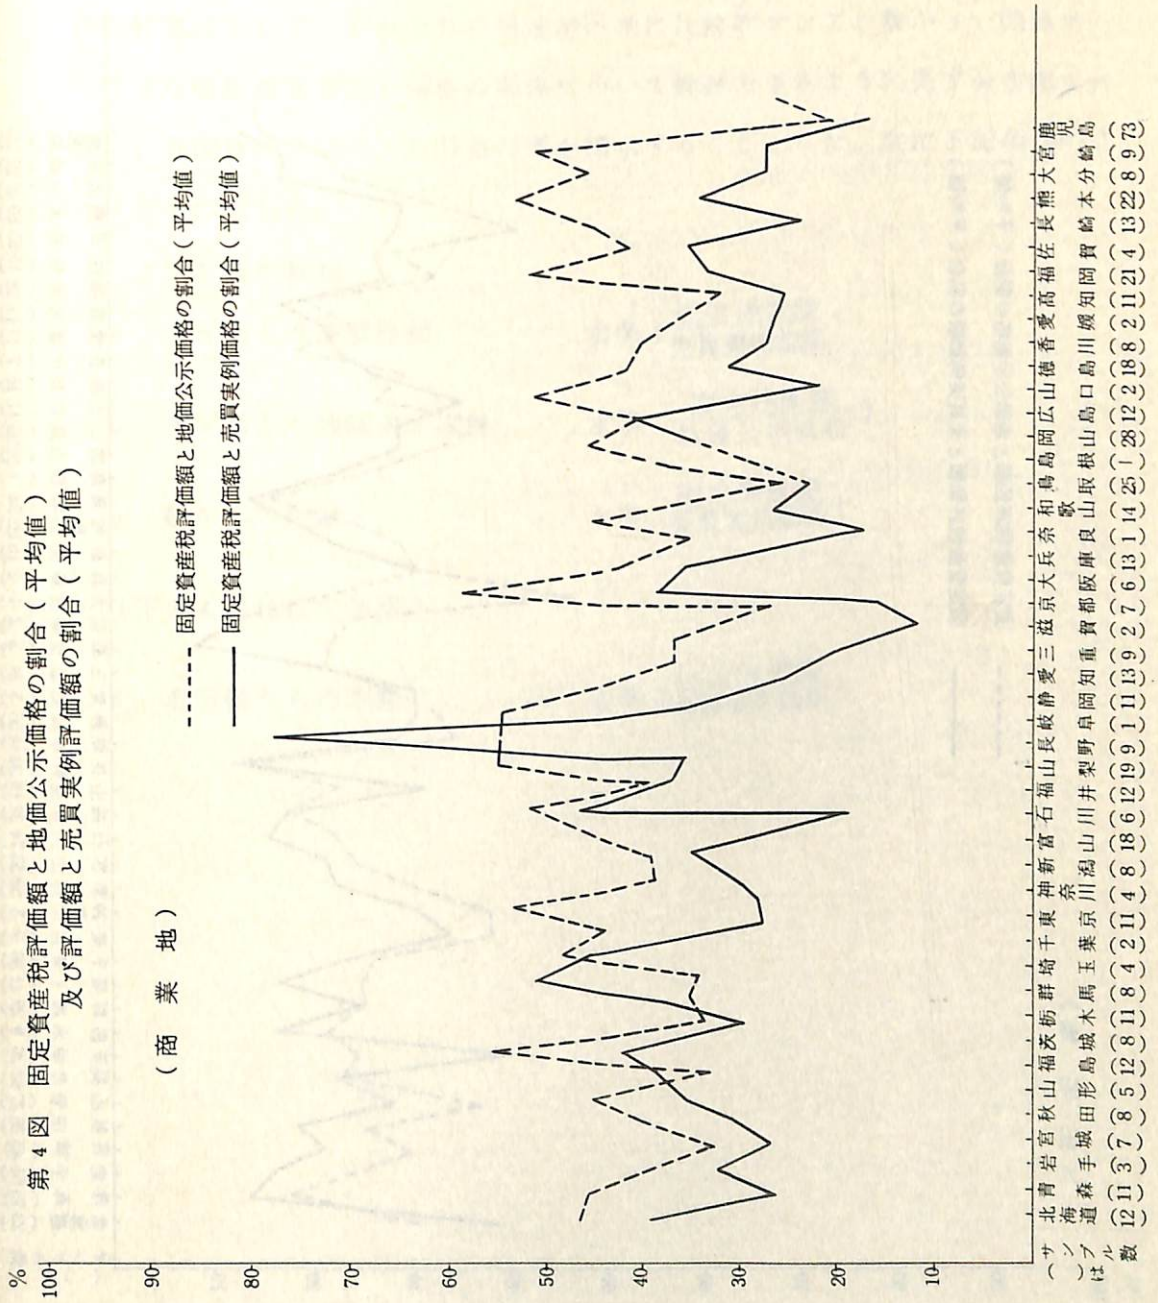 第4図　固定資産税評価額と地価公示価格の割合(平均値)
及び評価額と売買実例評価額の割合(平均値)
(商　業　地)
固定資産税評価額と地価公示価格の割合(平均値)
固定資産税評価額と売買実例価格の割合(平均値)
%
100
90
80
70
60
50
40
30
20
10
(　)はサンプル数
北海道(12)
青森(11)
岩手(3)
宮城(7)
秋田(8)
山形(5)
福島(12)
茨城(8)
栃木(11)
群馬(8)
埼玉(4)
千葉(2)
東京(11)
神奈川(4)
新潟(8)
富山(18)
石川(6)
福井(12)
山梨(19)
長野(9)
岐阜(1)
静岡(11)
愛知(13)
三重(9)
滋賀(2)
京都(7)
大阪(6)
兵庫(13)
奈良(1)
和歌山(14)
鳥取(25)
島根(-)
岡山(28)
広島(12)
山口(2)
徳島(18)
香川(8)
愛媛(2)
高知(11)
福岡(21)
佐賀(4)
長崎(13)
熊本(22)
大分(8)
宮崎(9)
鹿児島(73)